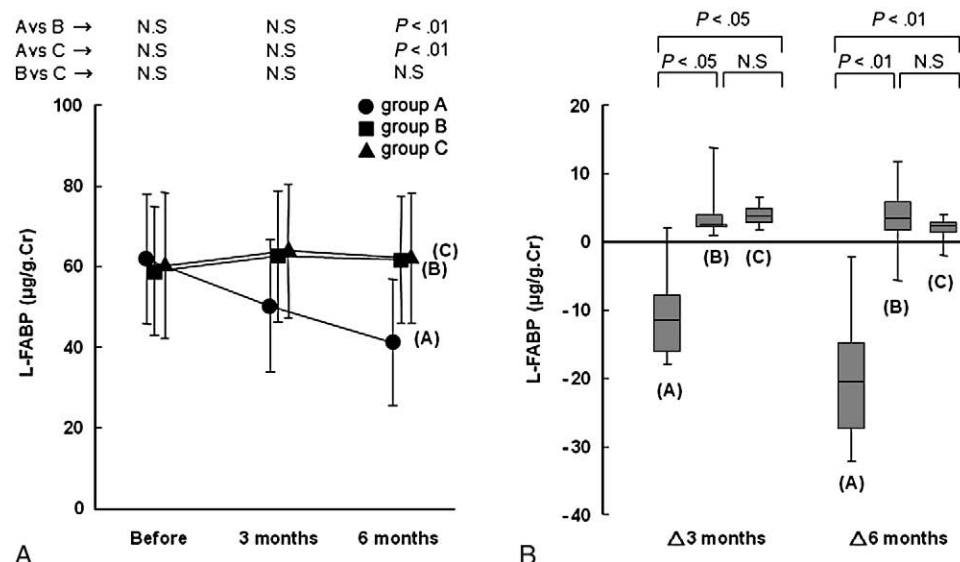 A vs B → N.S N.S P < .01
A vs C → N.S N.S P < .01
B vs C → N.S N.S N.S
group A
group B
group C
L-FABP (μg/g.Cr)
100
80
60
40
20
0
(C)
(B)
(A)
Before 3 months 6 months
A
P < .05 P < .01
P < .05 N.S P < .01 N.S
L-FABP (μg/g.Cr)
20
10
0
-10
-20
-30
-40
(B) (C) (B) (C)
(A)
(A)
△3 months △6 months
B